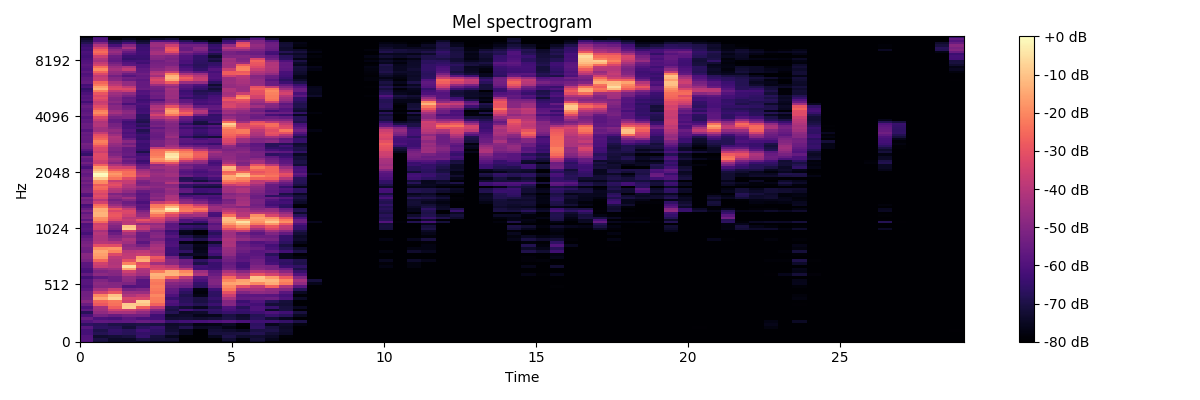 Mel spectrogram
8192
4096
2048
1024
512
0
Hz
0 5 10 15 20 25
Time
+0 dB
-10 dB
-20 dB
-30 dB
-40 dB
-50 dB
-60 dB
-70 dB
-80 dB